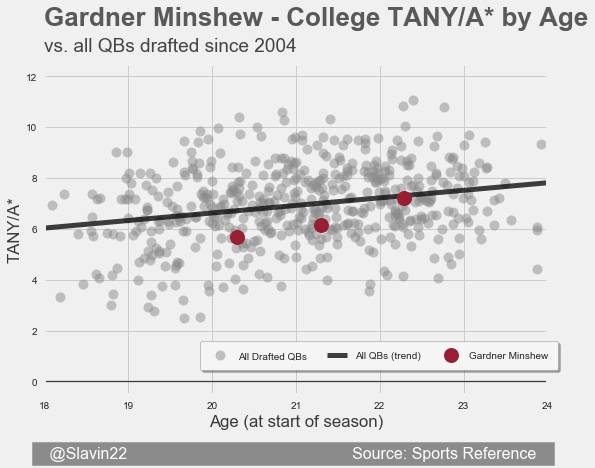 Gardner Minshew - College TANY/A* by Age
vs. all QBs drafted since 2004
12
10
8
6
4
2
0
TANY/A*
All Drafted QBs All QBs (trend) Gardner Minshew
18 19 20 21 22 23 24
Age (at start of season)
@Slavin22 Source: Sports Reference